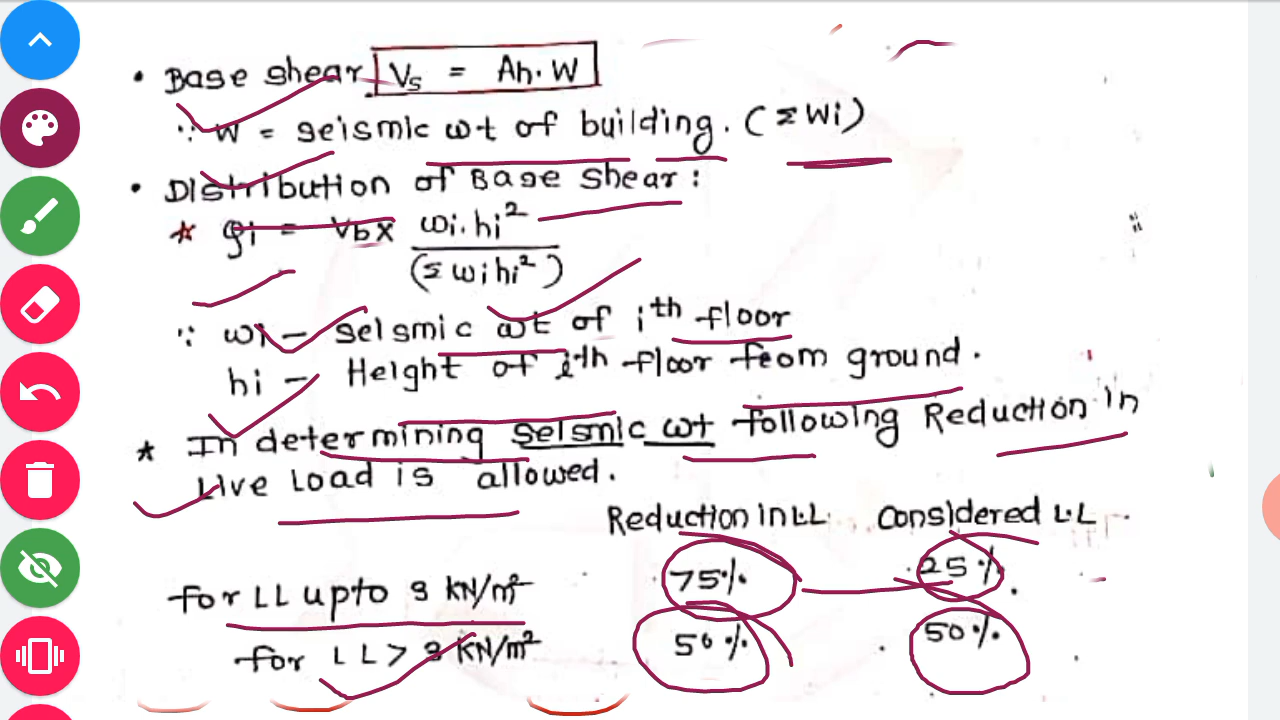 • Base shear Vs = Ah. W
∵ W = seismic wt of building. (Σ Wi)
• Distribution of Base shear :
* Qi = Vb x wi. hi² / (Σ wi hi²)
∵ wi – seismic wt of ith floor
hi – Height of ith floor from ground.
* In determining seismic wt following Reduction in
Live Load is allowed.
Reduction in L.L. Considered L.L
for LL upto 3 kN/m² 75% 25%.
for LL > 3 KN/m² 50% 50%